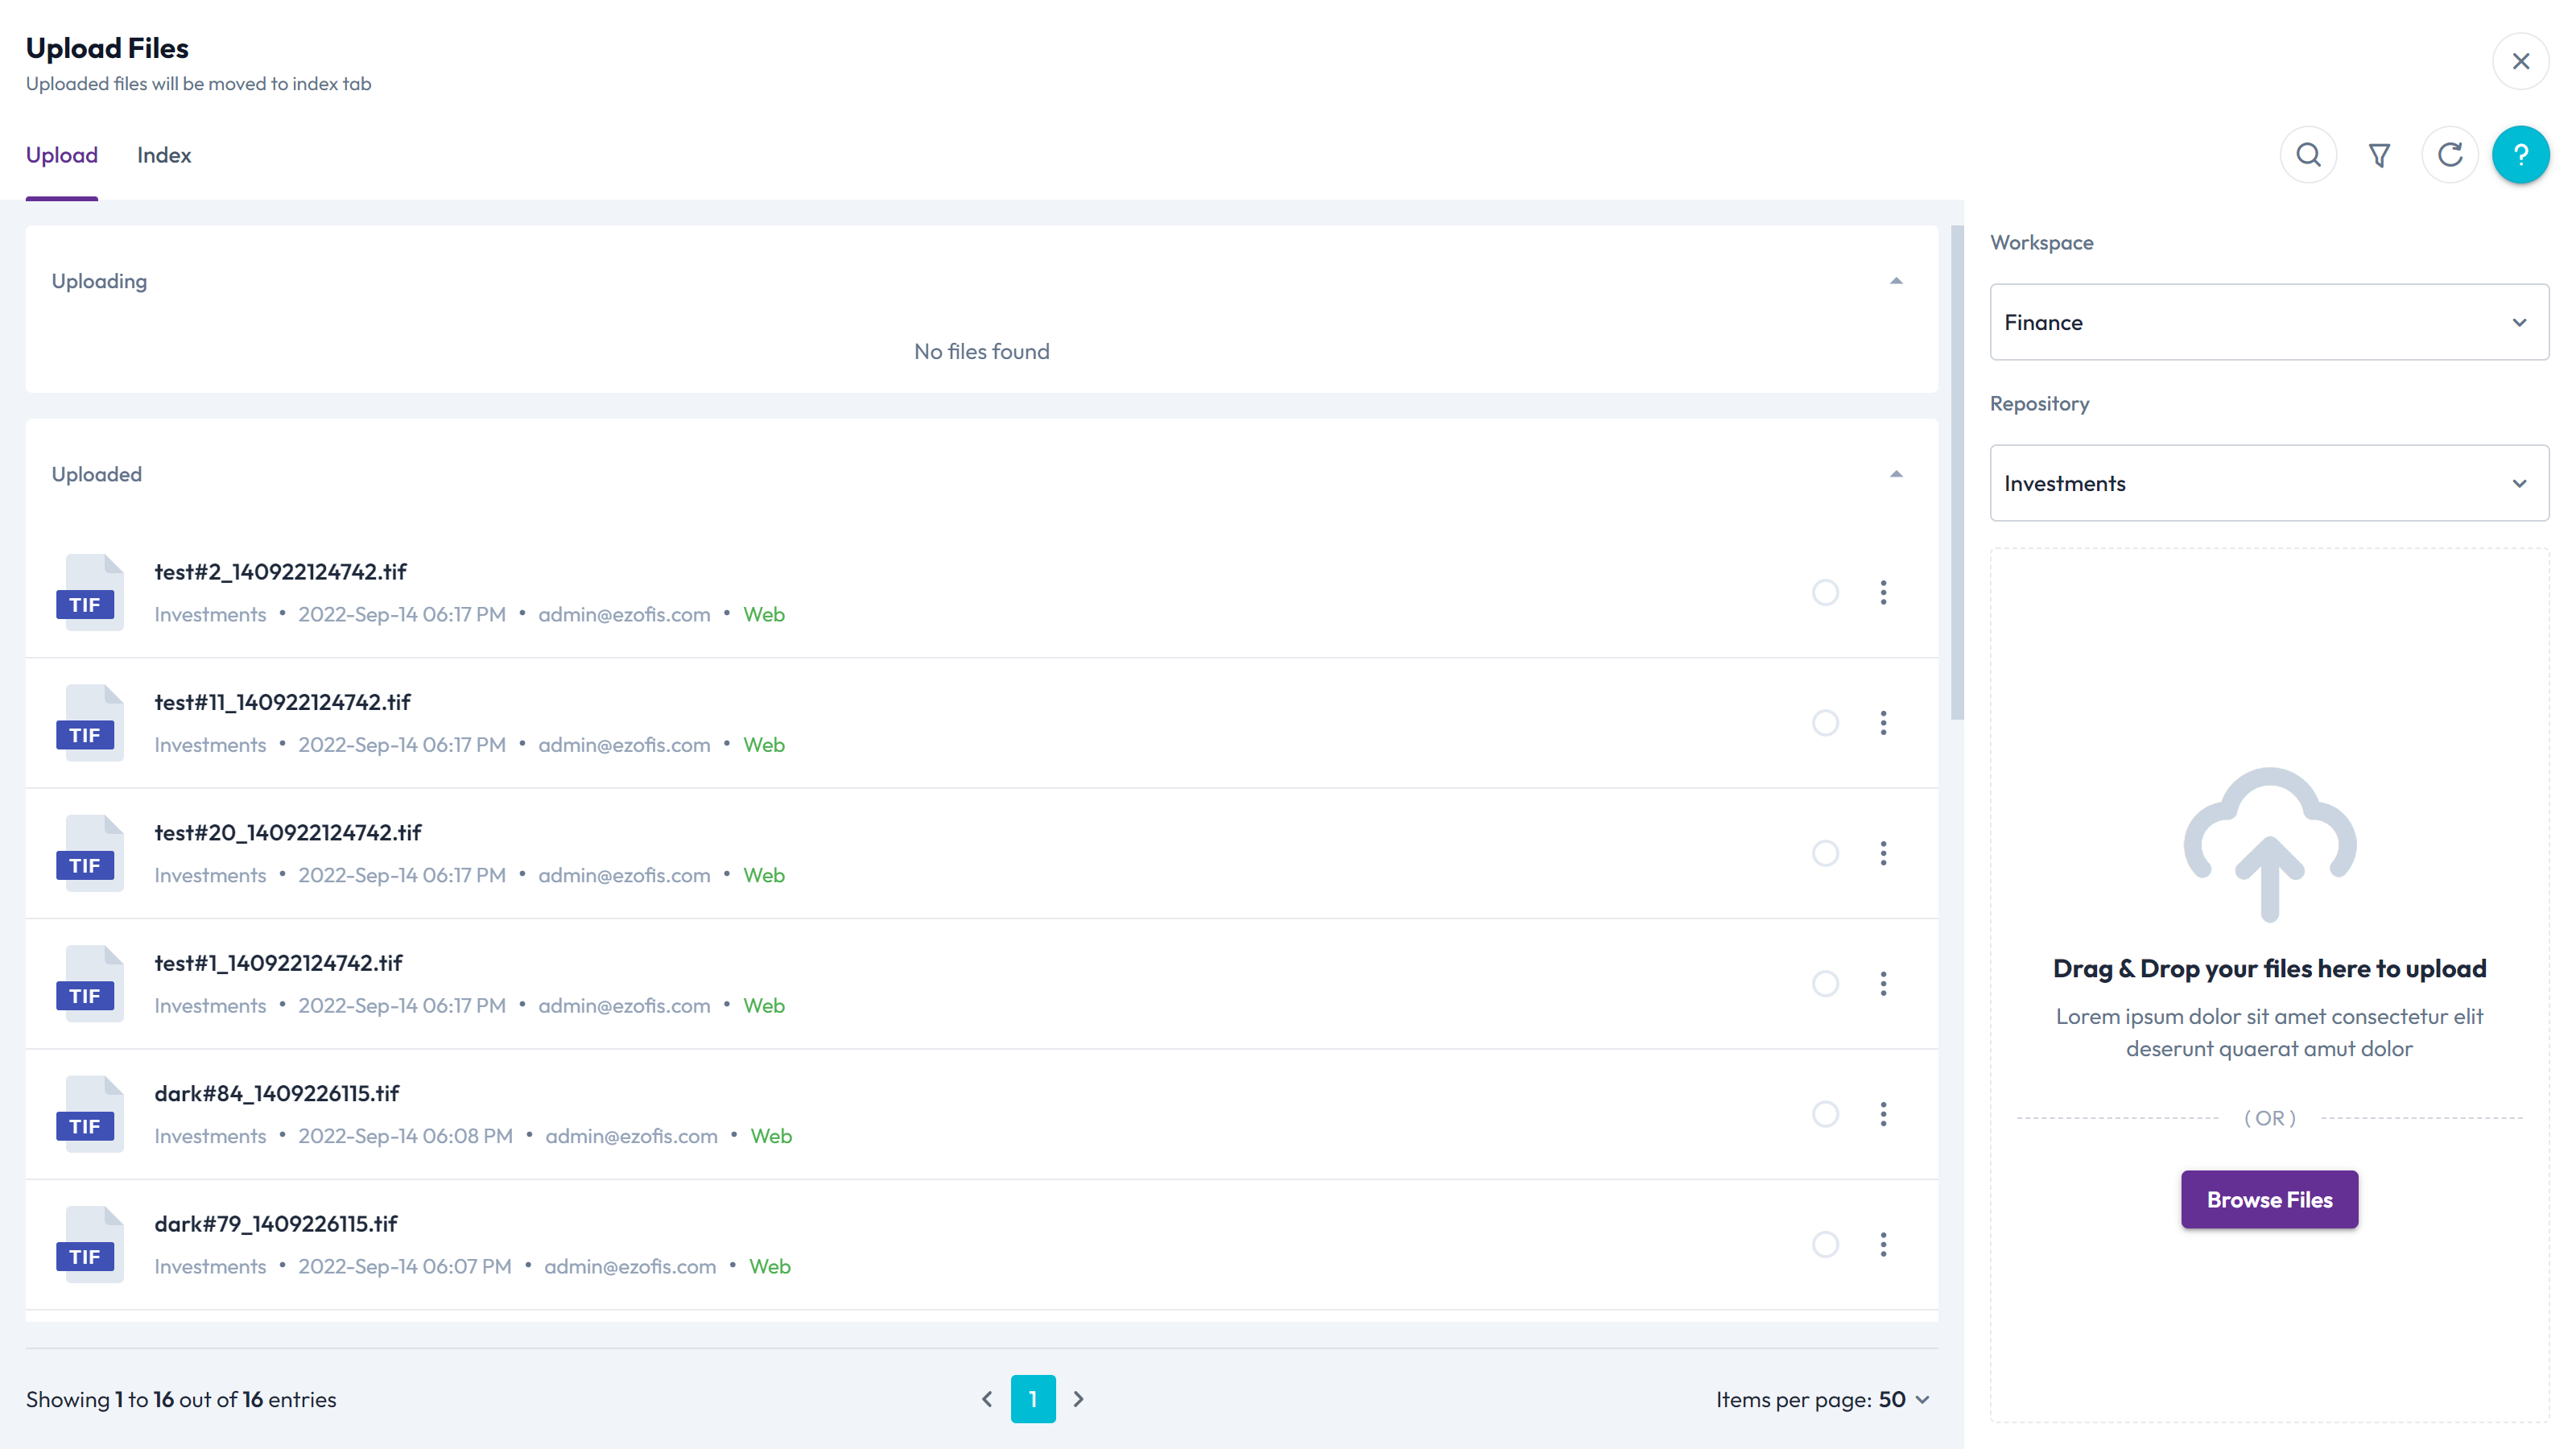 Upload Files
Uploaded files will be moved to index tab
Upload Index
?
Uploading
No files found
Uploaded
TIF
test#2_140922124742.tif
Investments • 2022-Sep-14 06:17 PM • admin@ezofis.com • Web
TIF
test#11_140922124742.tif
Investments • 2022-Sep-14 06:17 PM • admin@ezofis.com • Web
TIF
test#20_140922124742.tif
Investments • 2022-Sep-14 06:17 PM • admin@ezofis.com • Web
TIF
test#1_140922124742.tif
Investments • 2022-Sep-14 06:17 PM • admin@ezofis.com • Web
TIF
dark#84_1409226115.tif
Investments • 2022-Sep-14 06:08 PM • admin@ezofis.com • Web
TIF
dark#79_1409226115.tif
Investments • 2022-Sep-14 06:07 PM • admin@ezofis.com • Web
Showing 1 to 16 out of 16 entries
1
Items per page: 50
Workspace
Finance
Repository
Investments
Drag & Drop your files here to upload
Lorem ipsum dolor sit amet consectetur elit
deserunt quaerat amut dolor
( OR )
Browse Files